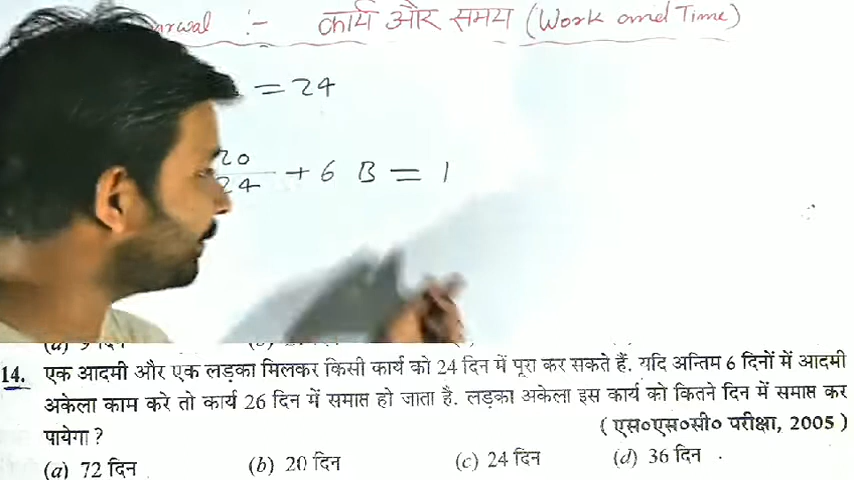 :- कार्य और समय (Work and Time)
= 24
20
24 + 6 B = 1
14. एक आदमी और एक लड़का मिलकर किसी कार्य को 24 दिन में पूरा कर सकते हैं. यदि अन्तिम 6 दिनों में आदमी
अकेला काम करे तो कार्य 26 दिन में समाप्त हो जाता है. लड़का अकेला इस कार्य को कितने दिन में समाप्त कर
पायेगा ?
( एस०एस०सी० परीक्षा, 2005 )
(a) 72 दिन (b) 20 दिन (c) 24 दिन (d) 36 दिन .